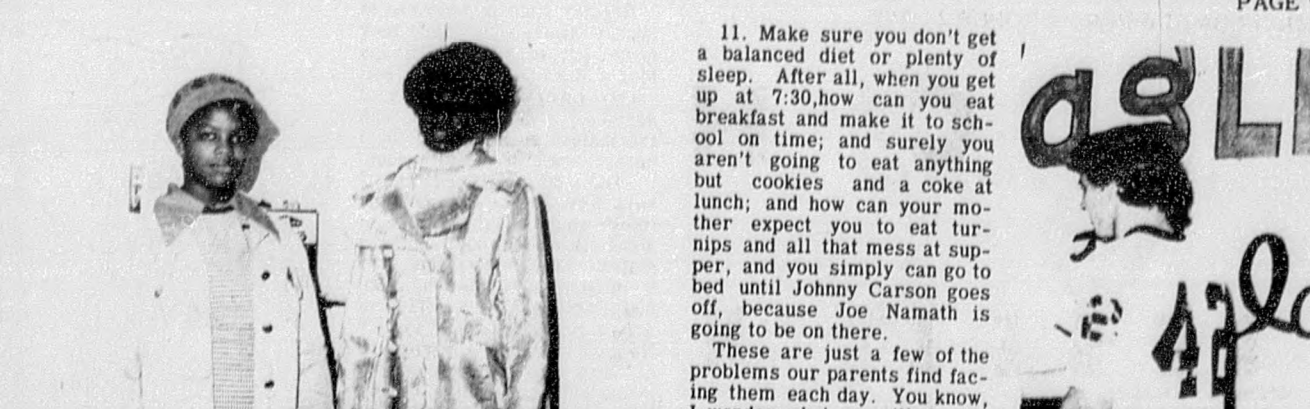 PAGE
11. Make sure you don't get
a balanced diet or plenty of
sleep. After all, when you get
up at 7:30,how can you eat
breakfast and make it to sch-
ool on time; and surely you
aren't going to eat anything
but cookies and a coke at
lunch; and how can your mo-
ther expect you to eat tur-
nips and all that mess at sup-
per, and you simply can go to
bed until Johnny Carson goes
off, because Joe Namath is
going to be on there.
These are just a few of the
problems our parents find fac-
ing them each day. You know,
42